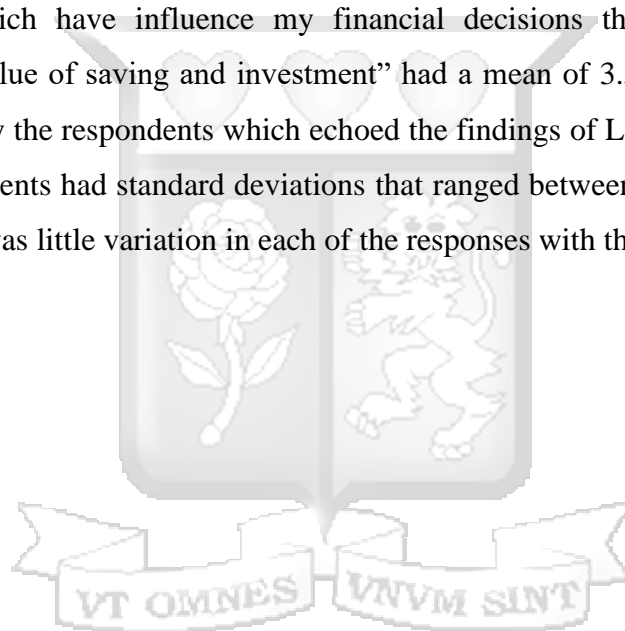 ich have influence my financial decisions th
lue of saving and investment” had a mean of 3.
y the respondents which echoed the findings of L
ents had standard deviations that ranged between
vas little variation in each of the responses with th
VT OMNES VNVM SINT